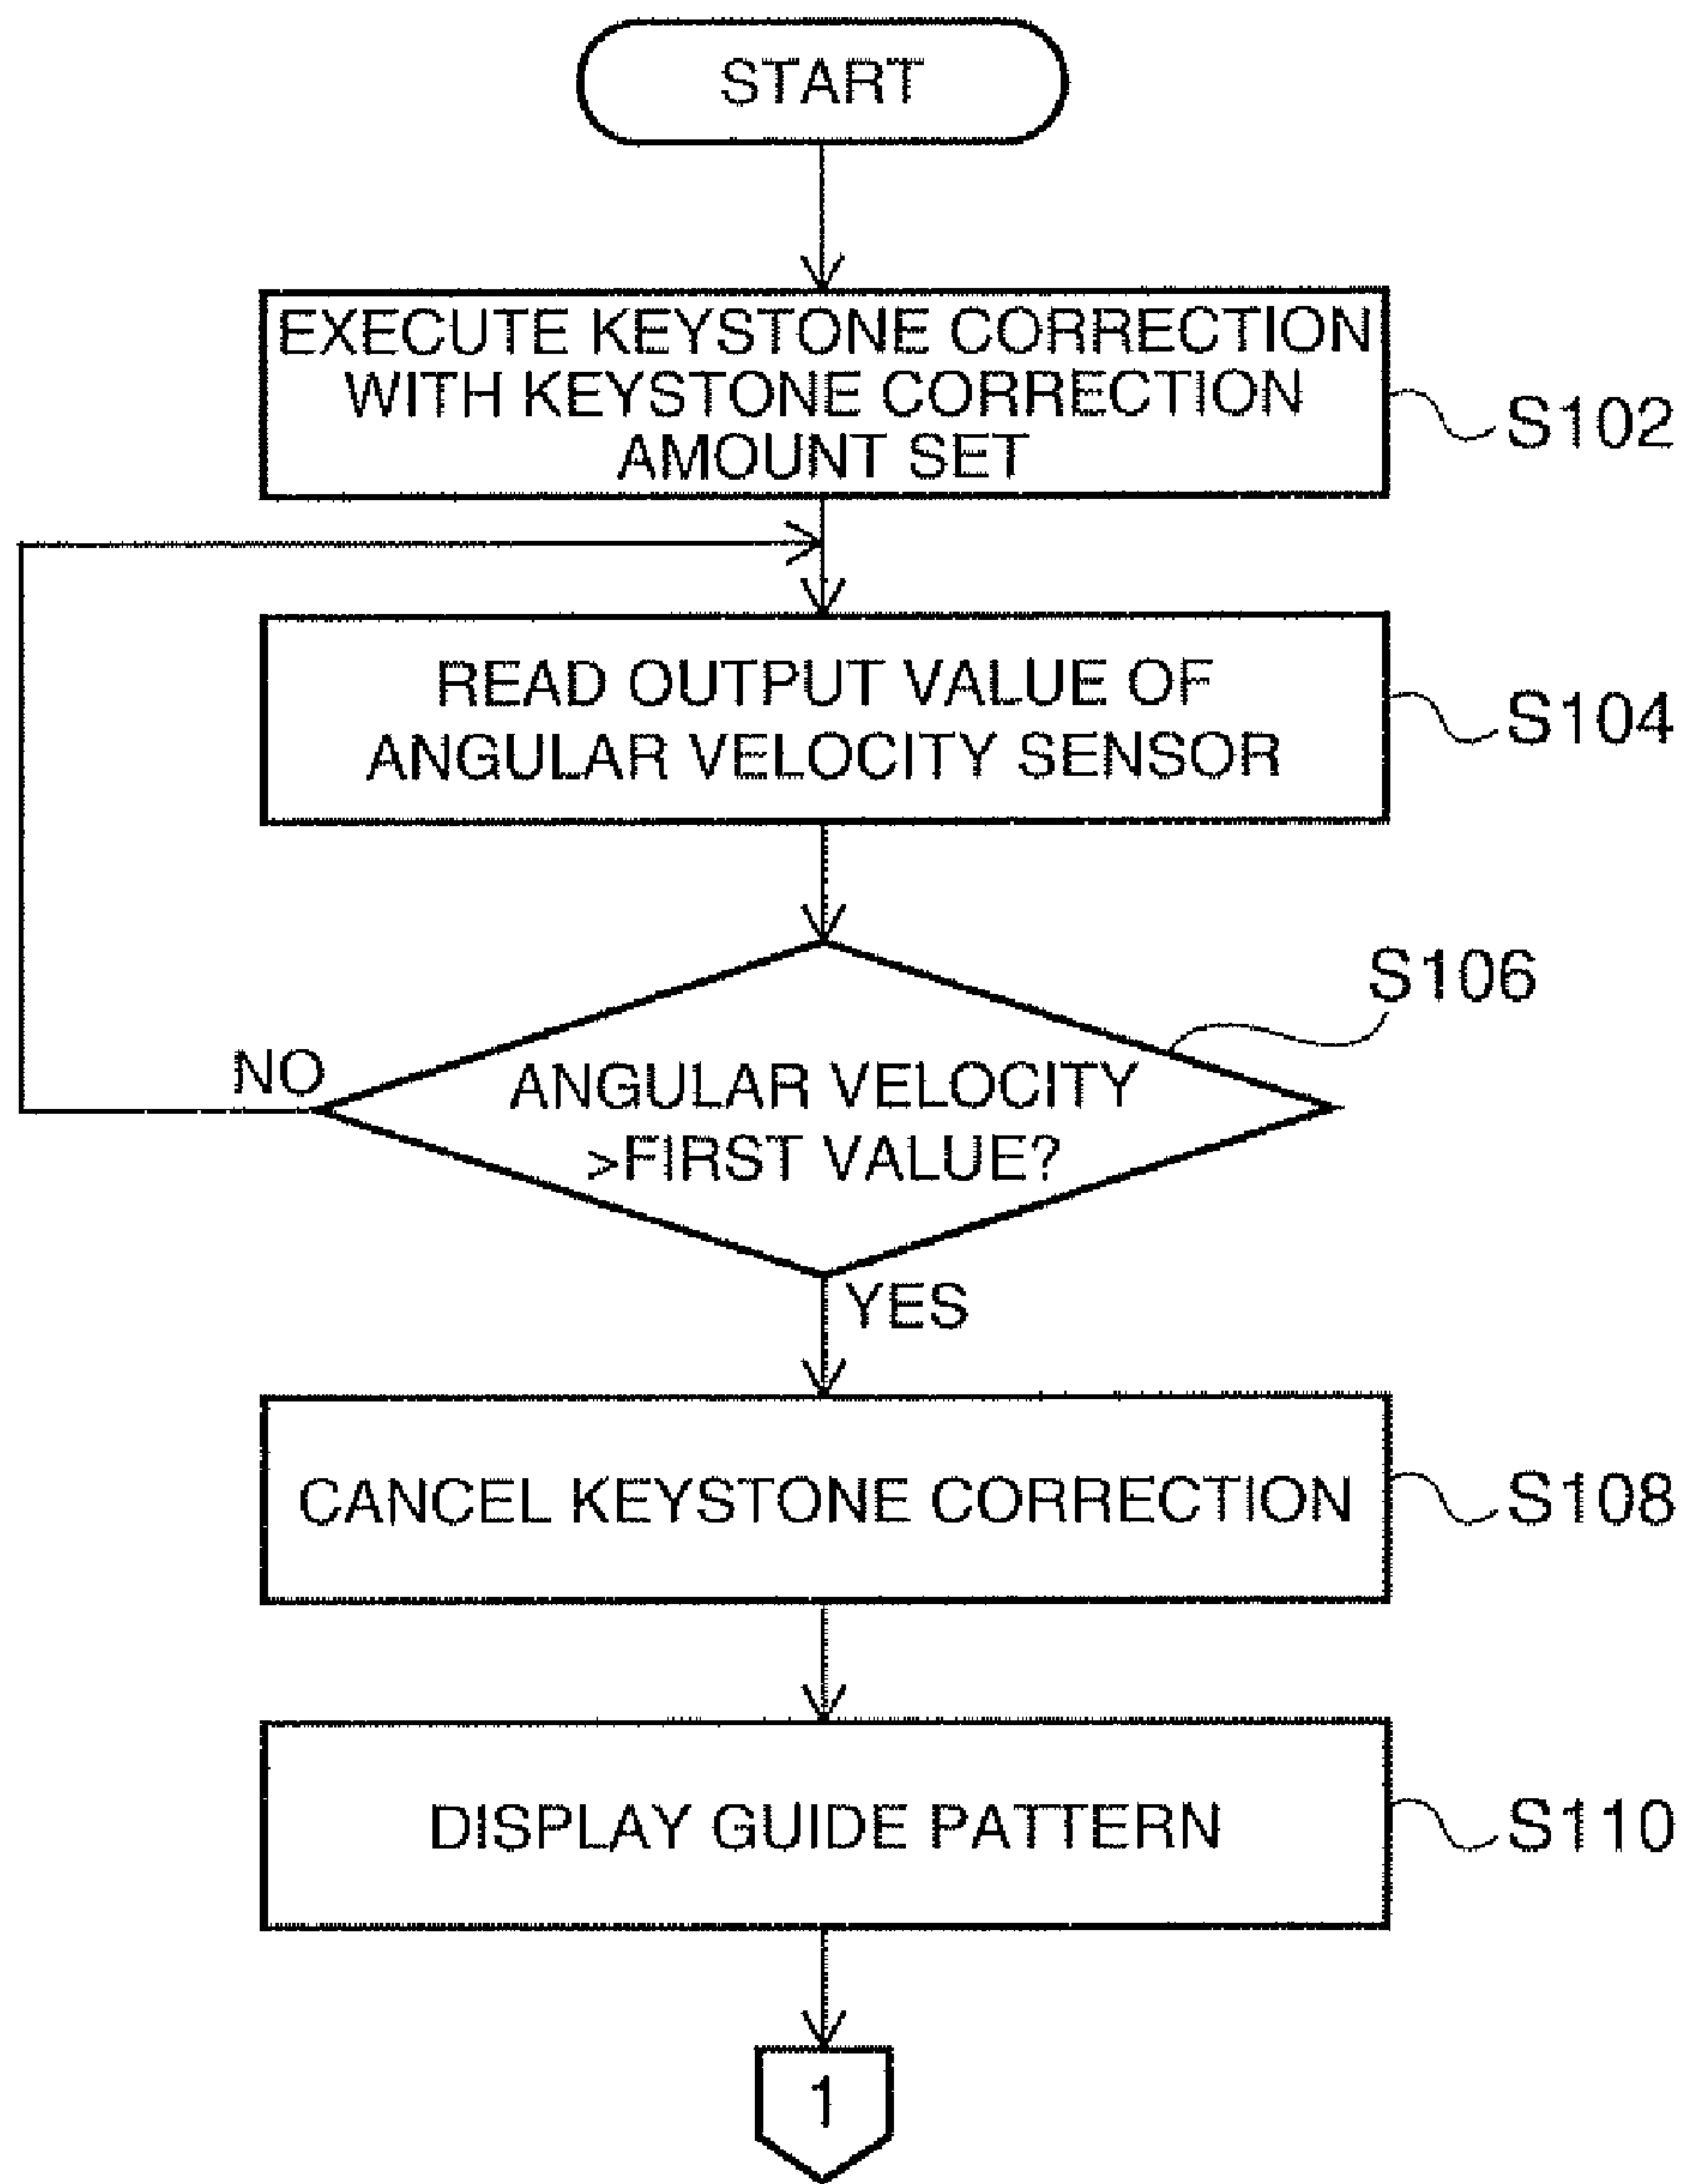 START
EXECUTE KEYSTONE CORRECTION
WITH KEYSTONE CORRECTION
AMOUNT SET
S102
READ OUTPUT VALUE OF
ANGULAR VELOCITY SENSOR
S104
S106
NO
ANGULAR VELOCITY
>FIRST VALUE?
YES
CANCEL KEYSTONE CORRECTION
S108
DISPLAY GUIDE PATTERN
S110
1